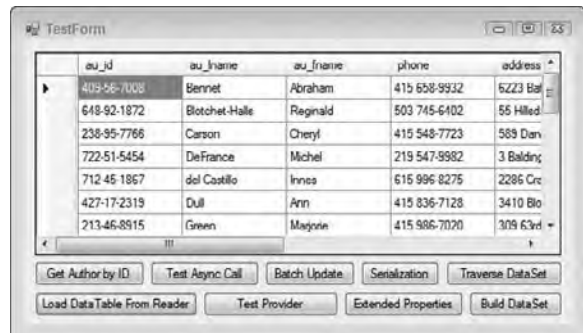 TestForm
au_id au_lname au_fname phone address
409-56-7008 Bennet Abraham 415 658-9932 6223 Bat
648-92-1872 Blotchet-Halls Reginald 503 745-6402 55 Hillsd
238-95-7766 Carson Cheryl 415 548-7723 589 Darw
722-51-5454 DeFrance Michel 219 547-9982 3 Balding
712-45-1867 del Castillo Innes 615 996-8275 2286 Cra
427-17-2319 Dull Ann 415 836-7128 3410 Blo
213-46-8915 Green Marjorie 415 986-7020 309 63rd
Get Author by ID Test Async Call Batch Update Serialization Traverse DataSet
Load DataTable From Reader Test Provider Extended Properties Build DataSet